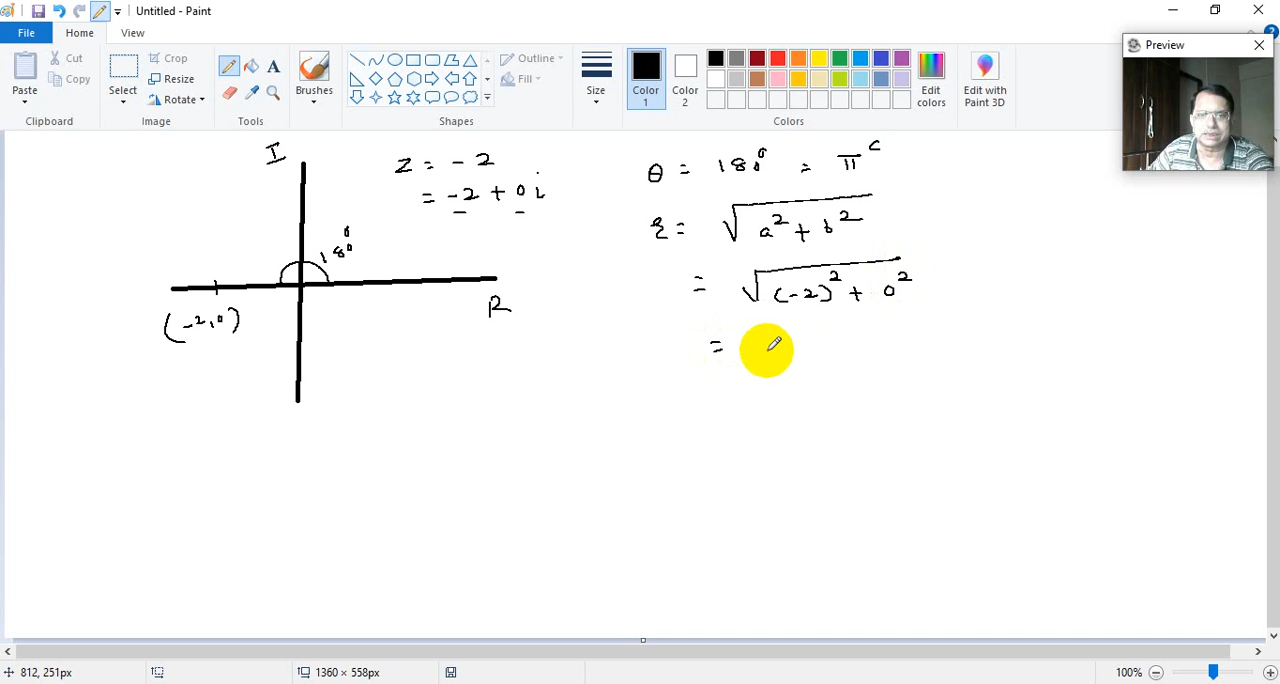 Untitled - Paint
File Home View
Preview
Paste
Cut
Copy
Clipboard
Select
Crop
Resize
Rotate
Image
A
Tools
Brushes
Outline
Fill
Shapes
Size
Color 1
Color 2
Edit colors
Edit with Paint 3D
Colors
I
180°
R
(-2,0)
z = -2
= -2 + 0i
θ = 180° = π^c
r = √(a² + b²)
= √((-2)² + 0²)
=
812, 251px
1360 × 558px
100%